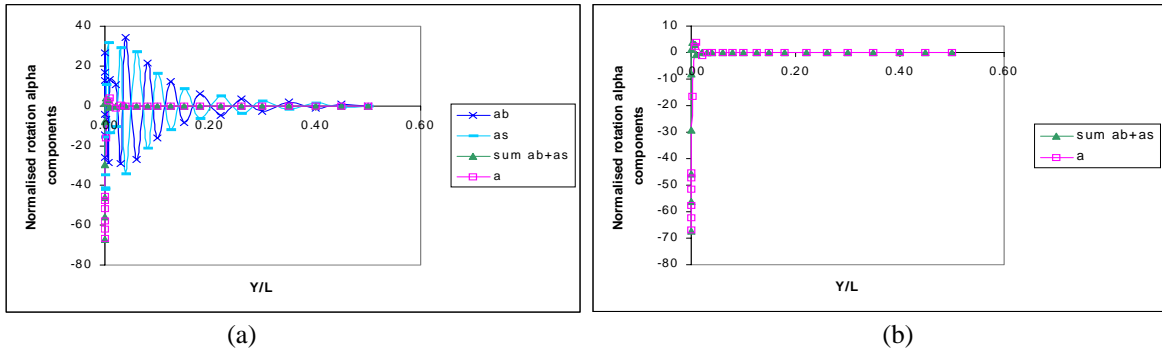 40
20
0
-20
-40
-60
-80
0.00
0.20
0.40
0.60
Normalised rotation alpha
components
Y/L
ab
as
sum ab+as
a
(a)
10
0
-10
-20
-30
-40
-50
-60
-70
-80
0.00
0.20
0.40
0.60
Normalised rotation alpha
components
Y/L
sum ab+as
a
(b)